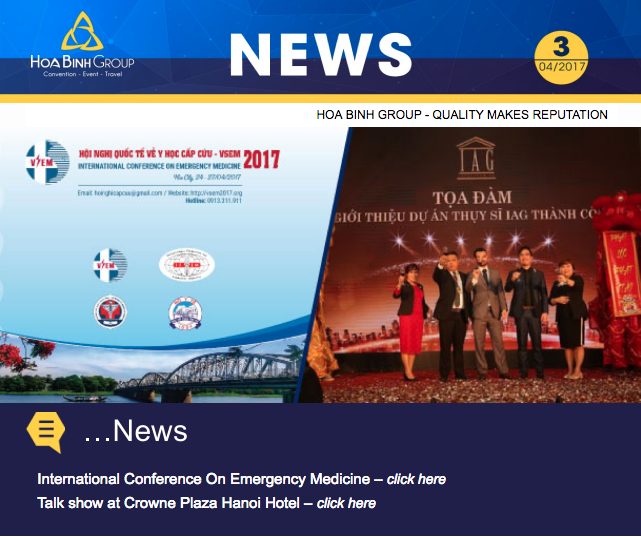 HOA BINH GROUP
Convention - Event - Travel
NEWS
3
04/2017
HOA BINH GROUP - QUALITY MAKES REPUTATION
VSEM
HỘI NGHỊ QUỐC TẾ VỀ Y HỌC CẤP CỨU - VSEM 2017
INTERNATIONAL CONFERENCE ON EMERGENCY MEDICINE
Hue City, 24 - 27/04/2017
Email: hoinghicapcuu@gmail.com / Website: http://vsem2017.org
Hotline: 0913.311.911
VSEM
IAG
TỌA ĐÀM
GIỚI THIỆU DỰ ÁN THỤY SĨ IAG THÀNH CÔ
...News
International Conference On Emergency Medicine – click here
Talk show at Crowne Plaza Hanoi Hotel – click here